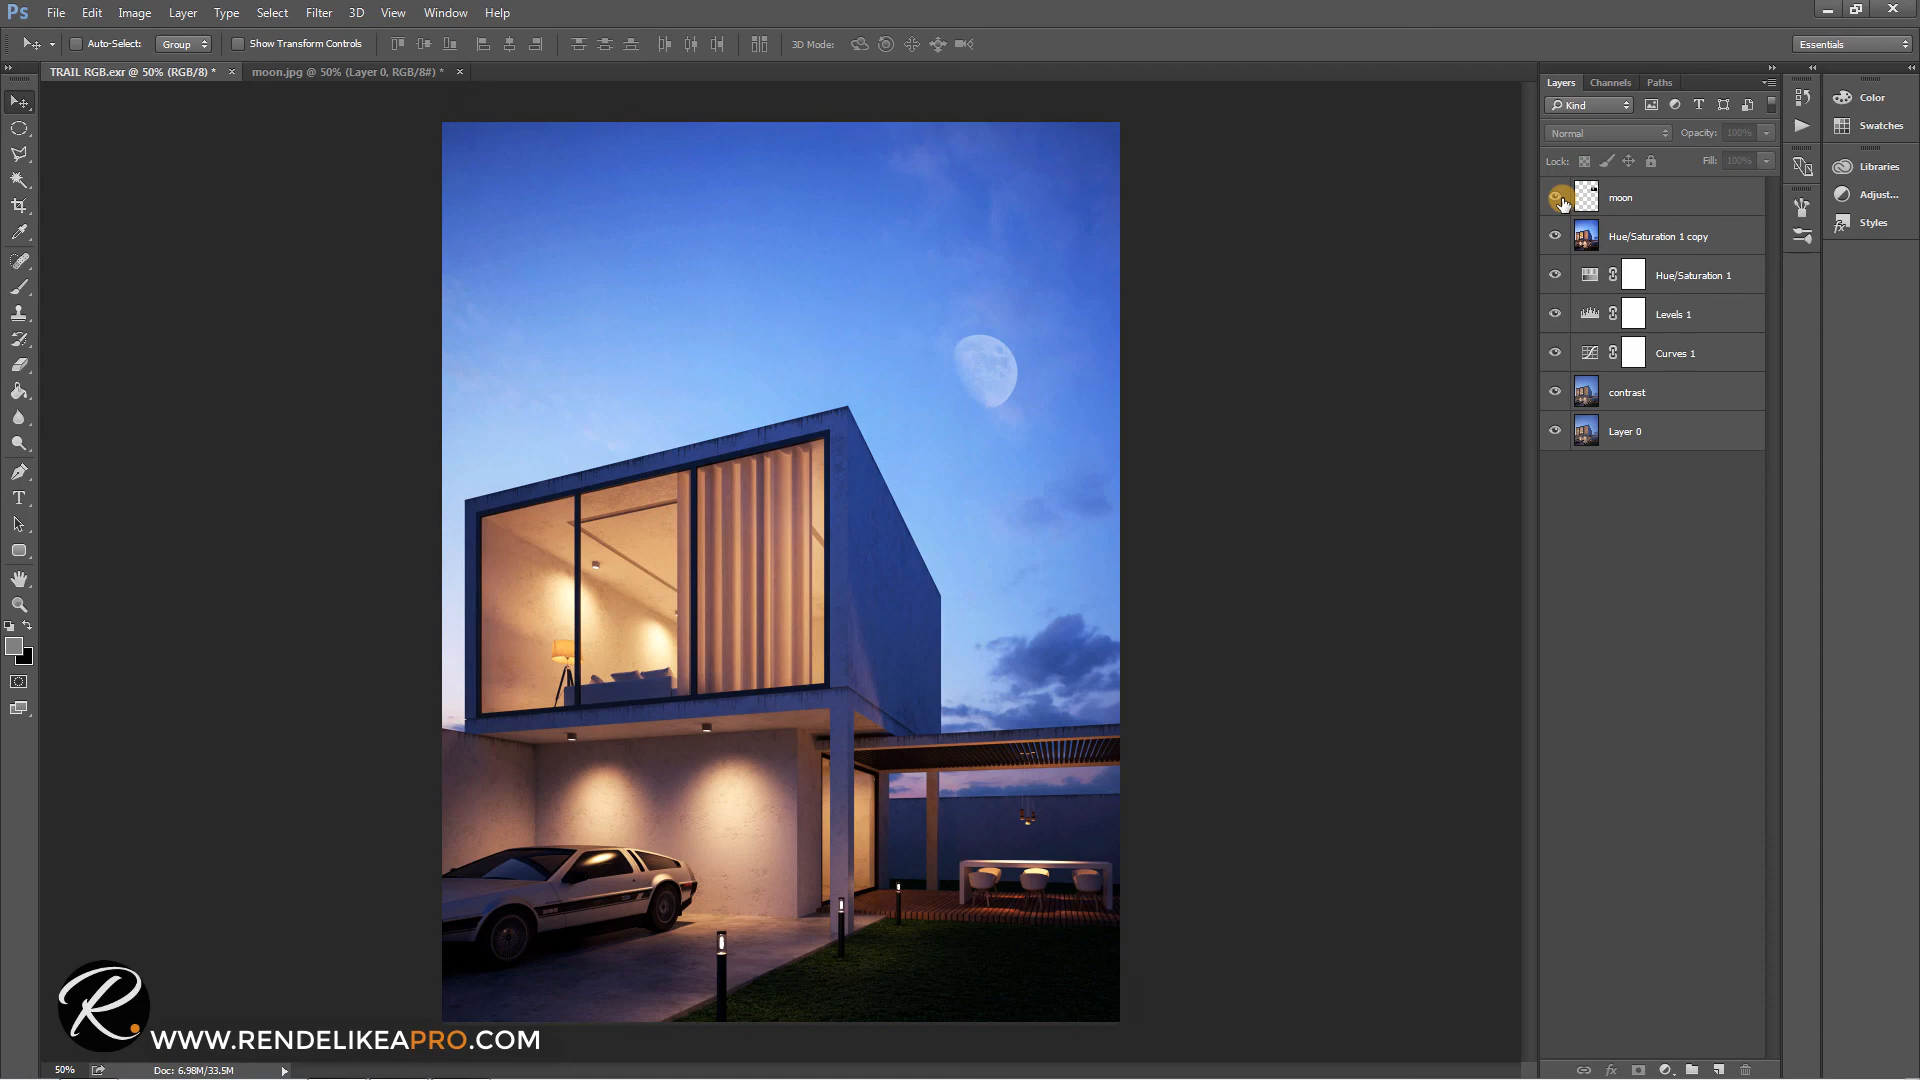 Ps File Edit Image Layer Type Select Filter 3D View Window Help
Auto-Select: Group Show Transform Controls 3D Mode: Essentials
TRAIL RGB.exr @ 50% (RGB/8) * × moon.jpg @ 50% (Layer 0, RGB/8#) * ×
Layers Channels Paths
Kind
Normal Opacity: 100%
Lock: Fill: 100%
moon
Hue/Saturation 1 copy
Hue/Saturation 1
Levels 1
Curves 1
contrast
Layer 0
Color
Swatches
Libraries
Adjust...
Styles
R.
WWW.RENDELIKEAPRO.COM
50% Doc: 6.98M/33.5M